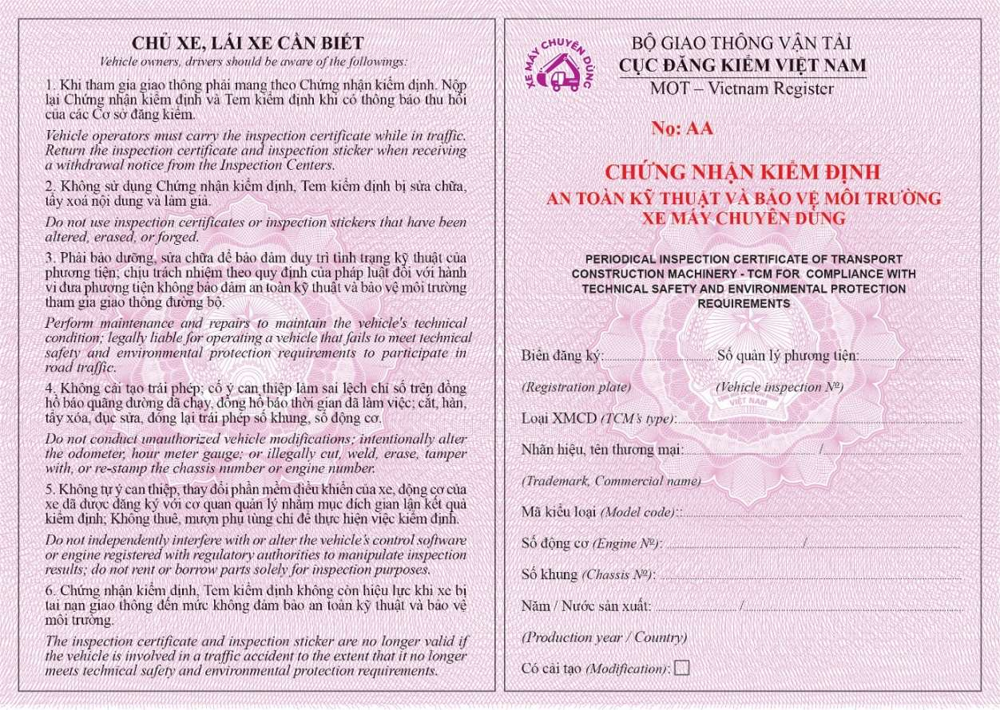 CHỦ XE, LÁI XE CẦN BIẾT
Vehicle owners, drivers should be aware of the followings:
1. Khi tham gia giao thông phải mang theo Chứng nhận kiểm định. Nộp
lại Chứng nhận kiểm định và Tem kiểm định khi có thông báo thu hồi
của các Cơ sở đăng kiểm.
Vehicle operators must carry the inspection certificate while in traffic.
Return the inspection certificate and inspection sticker when receiving
a withdrawal notice from the Inspection Centers.
2. Không sử dụng Chứng nhận kiểm định, Tem kiểm định bị sửa chữa,
tẩy xoá nội dung và làm giả.
Do not use inspection certificates or inspection stickers that have been
altered, erased, or forged.
3. Phải bảo dưỡng, sửa chữa để bảo đảm duy trì tình trạng kỹ thuật của
phương tiện; chịu trách nhiệm theo quy định của pháp luật đối với hành
vi đưa phương tiện không bảo đảm an toàn kỹ thuật và bảo vệ môi trường
tham gia giao thông đường bộ.
Perform maintenance and repairs to maintain the vehicle's technical
condition; legally liable for operating a vehicle that fails to meet technical
safety and environmental protection requirements to participate in
road traffic.
4. Không cải tạo trái phép; cố ý can thiệp làm sai lệch chỉ số trên đồng
hồ báo quãng đường đã chạy, đồng hồ báo thời gian đã làm việc; cắt, hàn,
tẩy xóa, đục sửa, đóng lại trái phép số khung, số động cơ.
Do not conduct unauthorized vehicle modifications; intentionally alter
the odometer, hour meter gauge; or illegally cut, weld, erase, tamper
with, or re-stamp the chassis number or engine number.
5. Không tự ý can thiệp, thay đổi phần mềm điều khiển của xe, động cơ của
xe đã được đăng ký với cơ quan quản lý nhằm mục đích gian lận kết quả
kiểm định; Không thuê, mượn phụ tùng chỉ để thực hiện việc kiểm định.
Do not independently interfere with or alter the vehicle's control software
or engine registered with regulatory authorities to manipulate inspection
results; do not rent or borrow parts solely for inspection purposes.
6. Chứng nhận kiểm định, Tem kiểm định không còn hiệu lực khi xe bị
tai nạn giao thông đến mức không đảm bảo an toàn kỹ thuật và bảo vệ
môi trường.
The inspection certificate and inspection sticker are no longer valid if
the vehicle is involved in a traffic accident to the extent that it no longer
meets technical safety and environmental protection requirements.
XE MÁY CHUYÊN DÙNG
BỘ GIAO THÔNG VẬN TẢI
CỤC ĐĂNG KIỂM VIỆT NAM
MOT – Vietnam Register
Nọ: AA
CHỨNG NHẬN KIỂM ĐỊNH
AN TOÀN KỸ THUẬT VÀ BẢO VỆ MÔI TRƯỜNG
XE MÁY CHUYÊN DÙNG
PERIODICAL INSPECTION CERTIFICATE OF TRANSPORT
CONSTRUCTION MACHINERY - TCM FOR COMPLIANCE WITH
TECHNICAL SAFETY AND ENVIRONMENTAL PROTECTION
REQUIREMENTS
Biển đăng ký: Số quản lý phương tiện:
(Registration plate) (Vehicle inspection Nº)
VIỆT NAM
Loại XMCD (TCM's type):
Nhãn hiệu, tên thương mại: /
(Trademark, Commercial name)
Mã kiểu loại (Model code)::
Số động cơ (Engine Nº): /
Số khung (Chassis Nº):
Năm / Nước sản xuất: /
(Production year / Country)
Có cải tạo (Modification):